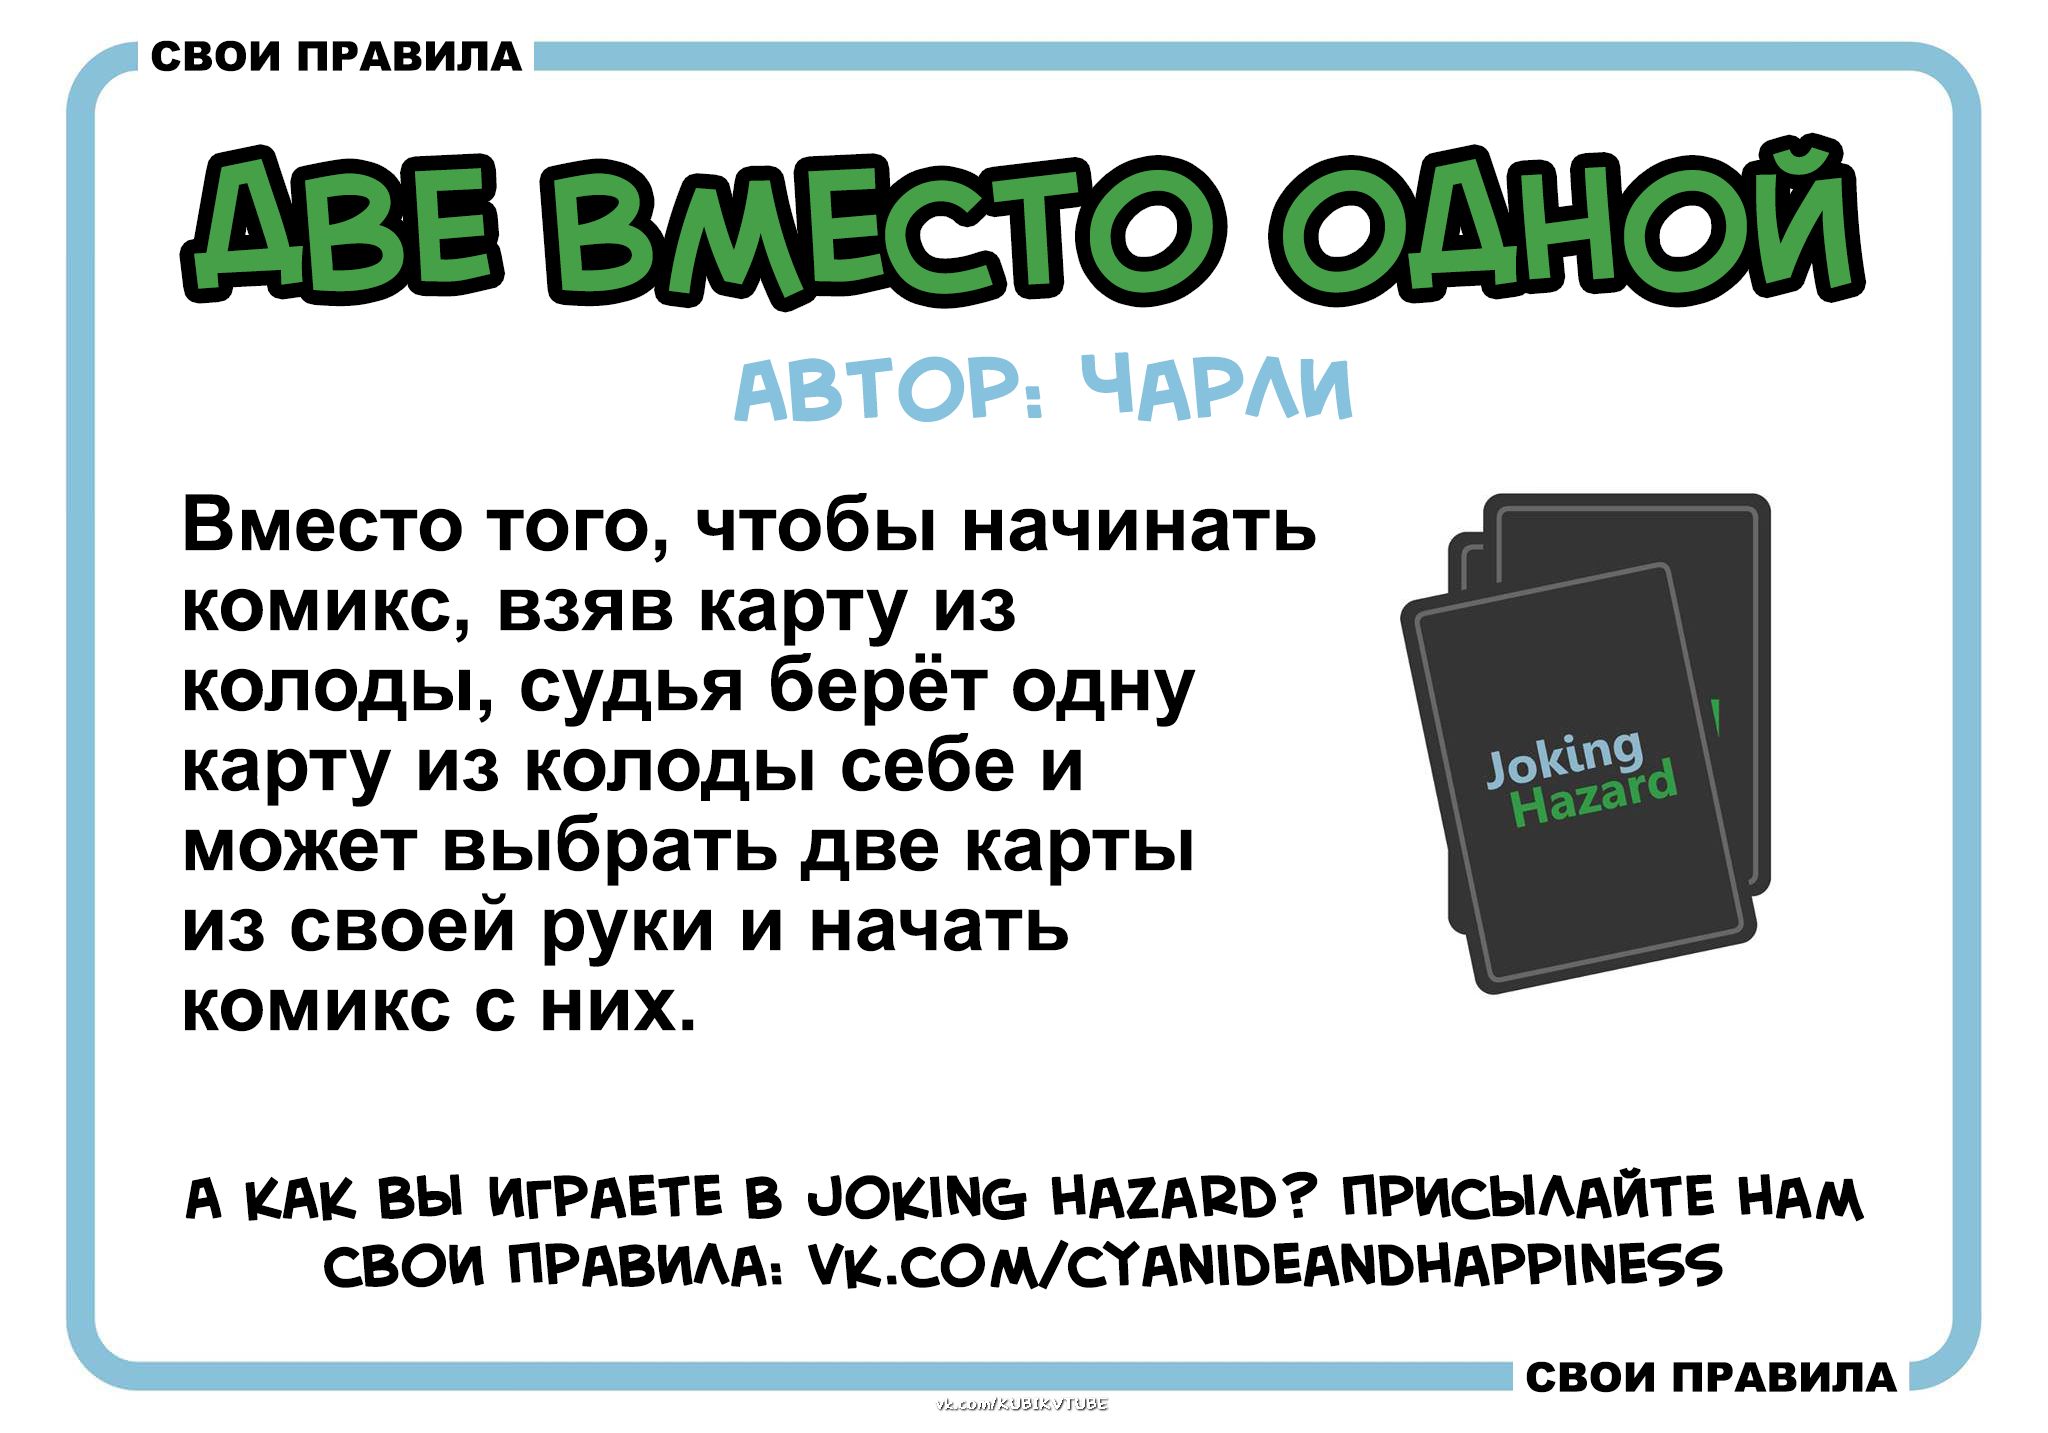 СВОИ ПРАВИЛА
ДВЕ ВМЕСТО ОДНОЙ
АВТОР: ЧАРЛИ
Вместо того, чтобы начинать
комикс, взяв карту из
колоды, судья берёт одну
карту из колоды себе и
может выбрать две карты
из своей руки и начать
комикс с них.
Joking
Hazard
А КАК ВЫ ИГРАЕТЕ В JOKING HAZARD? ПРИСЫЛАЙТЕ НАМ
СВОИ ПРАВИЛА: VK.COM/CYANIDEANDHAPPINESS
СВОИ ПРАВИЛА
vk.com/KUBIKVTUBE